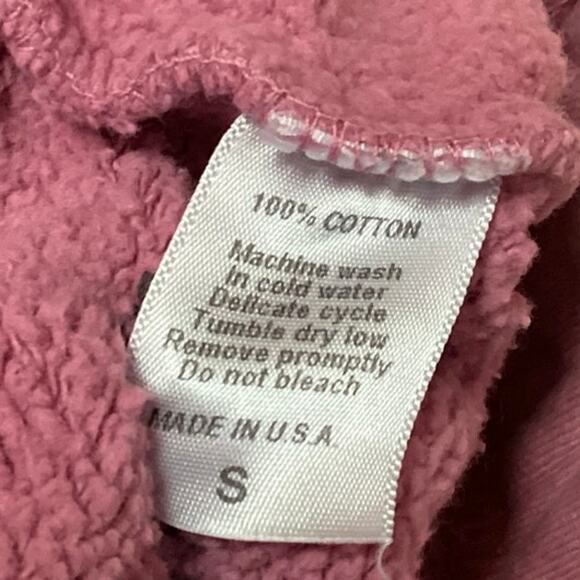 100% COTTON
Machine wash
In cold water
Delicate cycle
Tumble dry low
Remove promptly
Do not bleach
MADE IN U.S.A.
S